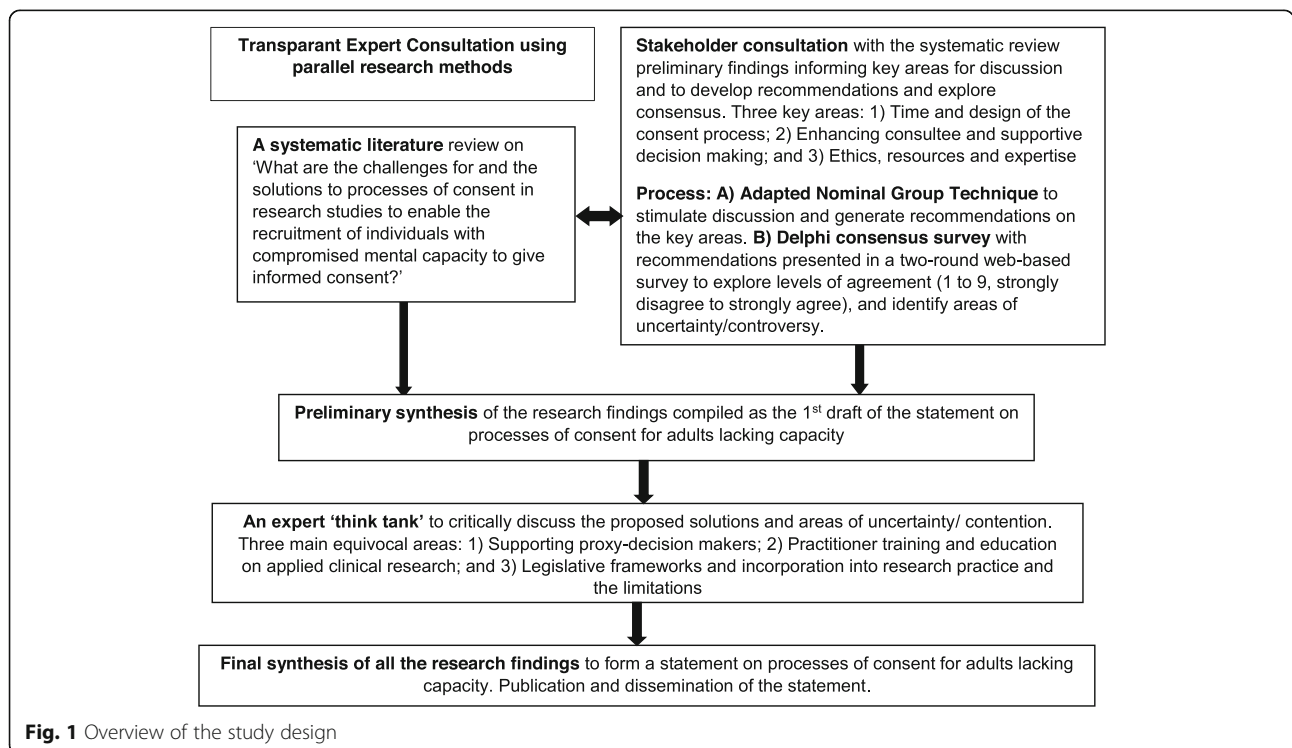 Transparant Expert Consultation using
parallel research methods
A systematic literature review on
‘What are the challenges for and the
solutions to processes of consent in
research studies to enable the
recruitment of individuals with
compromised mental capacity to give
informed consent?’
Stakeholder consultation with the systematic review
preliminary findings informing key areas for discussion
and to develop recommendations and explore
consensus. Three key areas: 1) Time and design of the
consent process; 2) Enhancing consultee and supportive
decision making; and 3) Ethics, resources and expertise
Process: A) Adapted Nominal Group Technique to
stimulate discussion and generate recommendations on
the key areas. B) Delphi consensus survey with
recommendations presented in a two-round web-based
survey to explore levels of agreement (1 to 9, strongly
disagree to strongly agree), and identify areas of
uncertainty/controversy.
Preliminary synthesis of the research findings compiled as the 1st draft of the statement on
processes of consent for adults lacking capacity
An expert ‘think tank’ to critically discuss the proposed solutions and areas of uncertainty/ contention.
Three main equivocal areas: 1) Supporting proxy-decision makers; 2) Practitioner training and education
on applied clinical research; and 3) Legislative frameworks and incorporation into research practice and
the limitations
Final synthesis of all the research findings to form a statement on processes of consent for adults lacking
capacity. Publication and dissemination of the statement.
Fig. 1 Overview of the study design